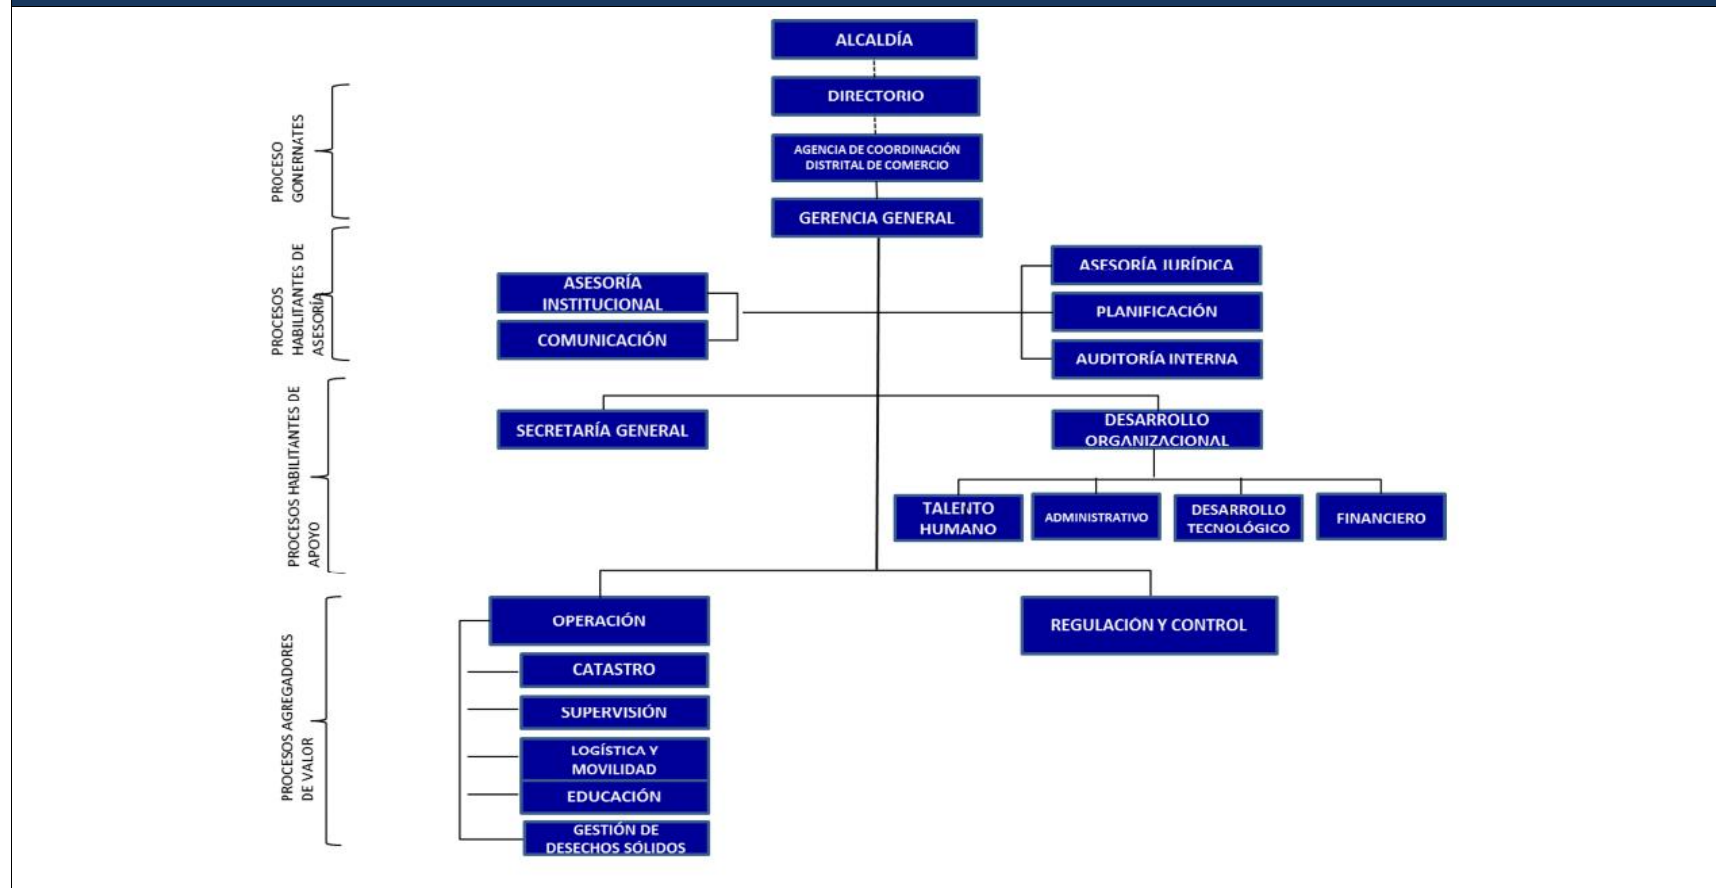 ALCALDÍA
DIRECTORIO
AGENCIA DE COORDINACIÓN
DISTRITAL DE COMERCIO
GERENCIA GENERAL
PROCESO
GONERNATES
ASESORÍA
INSTITUCIONAL
COMUNICACIÓN
ASESORÍA JURÍDICA
PLANIFICACIÓN
AUDITORÍA INTERNA
PROCESOS
HABILITANTES DE
ASESORÍA
SECRETARÍA GENERAL
DESARROLLO
ORGANIZACIONAL
TALENTO
HUMANO
ADMINISTRATIVO
DESARROLLO
TECNOLÓGICO
FINANCIERO
PROCESOS HABILITANTES DE
APOYO
OPERACIÓN
REGULACIÓN Y CONTROL
CATASTRO
SUPERVISIÓN
LOGÍSTICA Y
MOVILIDAD
EDUCACIÓN
GESTIÓN DE
DESECHOS SÓLIDOS
PROCESOS AGREGADORES
DE VALOR